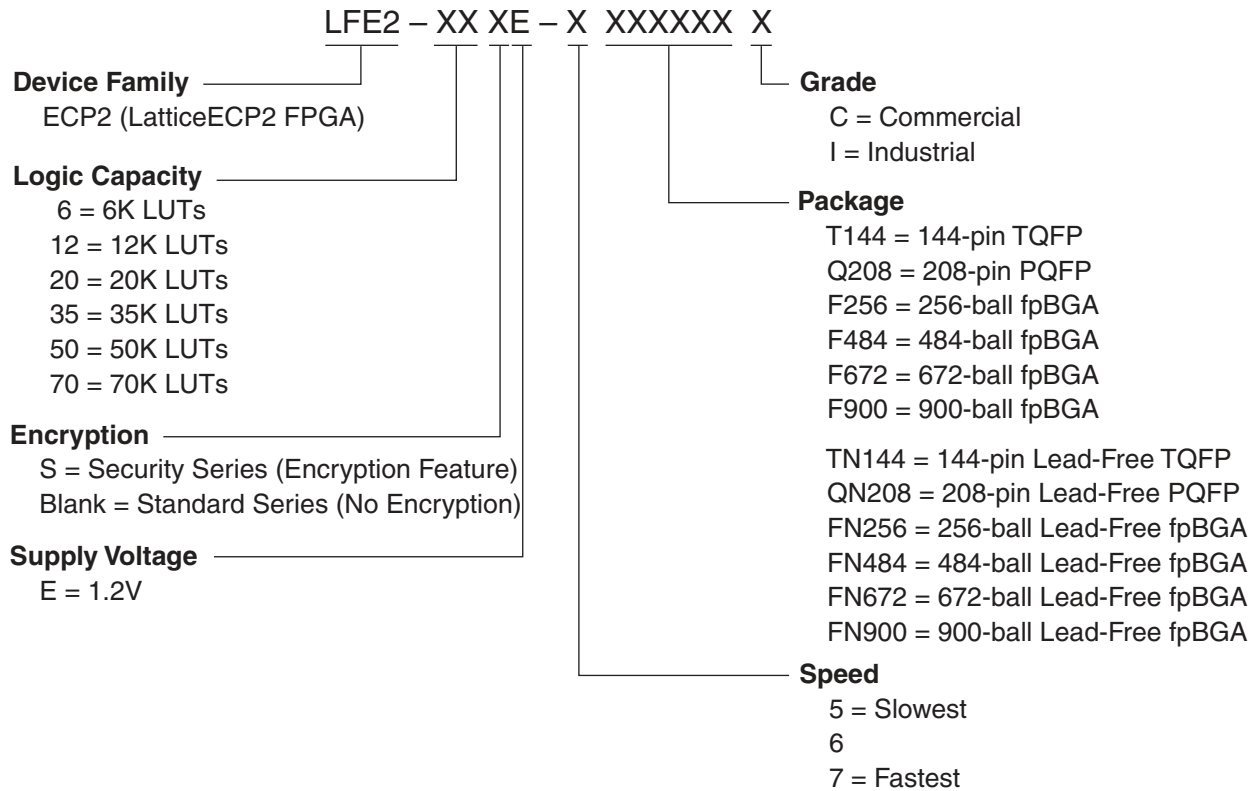 LFE2 – XX XE – X XXXXXX X
Device Family
ECP2 (LatticeECP2 FPGA)
Logic Capacity
6 = 6K LUTs
12 = 12K LUTs
20 = 20K LUTs
35 = 35K LUTs
50 = 50K LUTs
70 = 70K LUTs
Encryption
S = Security Series (Encryption Feature)
Blank = Standard Series (No Encryption)
Supply Voltage
E = 1.2V
Grade
C = Commercial
I = Industrial
Package
T144 = 144-pin TQFP
Q208 = 208-pin PQFP
F256 = 256-ball fpBGA
F484 = 484-ball fpBGA
F672 = 672-ball fpBGA
F900 = 900-ball fpBGA
TN144 = 144-pin Lead-Free TQFP
QN208 = 208-pin Lead-Free PQFP
FN256 = 256-ball Lead-Free fpBGA
FN484 = 484-ball Lead-Free fpBGA
FN672 = 672-ball Lead-Free fpBGA
FN900 = 900-ball Lead-Free fpBGA
Speed
5 = Slowest
6
7 = Fastest